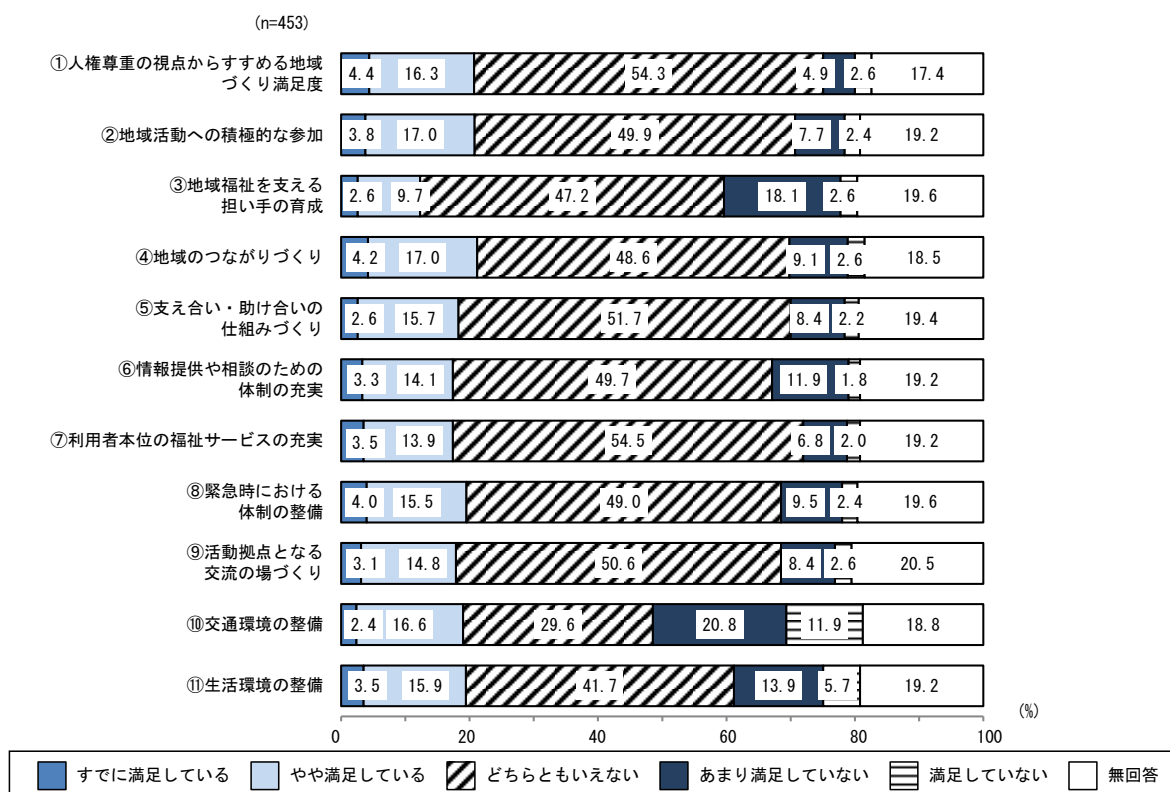 (n=453)
①人権尊重の視点からすすめる地域
づくり満足度
4.4 16.3 54.3 4.9 2.6 17.4
②地域活動への積極的な参加
3.8 17.0 49.9 7.7 2.4 19.2
③地域福祉を支える
担い手の育成
2.6 9.7 47.2 18.1 2.6 19.6
④地域のつながりづくり
4.2 17.0 48.6 9.1 2.6 18.5
⑤支え合い・助け合いの
仕組みづくり
2.6 15.7 51.7 8.4 2.2 19.4
⑥情報提供や相談のための
体制の充実
3.3 14.1 49.7 11.9 1.8 19.2
⑦利用者本位の福祉サービスの充実
3.5 13.9 54.5 6.8 2.0 19.2
⑧緊急時における
体制の整備
4.0 15.5 49.0 9.5 2.4 19.6
⑨活動拠点となる
交流の場づくり
3.1 14.8 50.6 8.4 2.6 20.5
⑩交通環境の整備
2.4 16.6 29.6 20.8 11.9 18.8
⑪生活環境の整備
3.5 15.9 41.7 13.9 5.7 19.2
(%)
0 20 40 60 80 100
すでに満足している やや満足している どちらともいえない あまり満足していない 満足していない 無回答